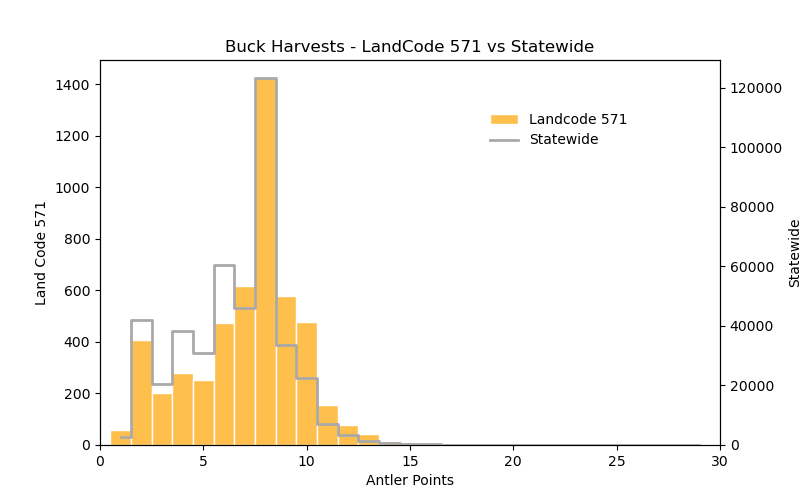 Buck Harvests - LandCode 571 vs Statewide
1400
1200
1000
800
600
400
200
0
Land Code 571
Landcode 571
Statewide
120000
100000
80000
60000
40000
20000
0
Statewide
0 5 10 15 20 25 30
Antler Points